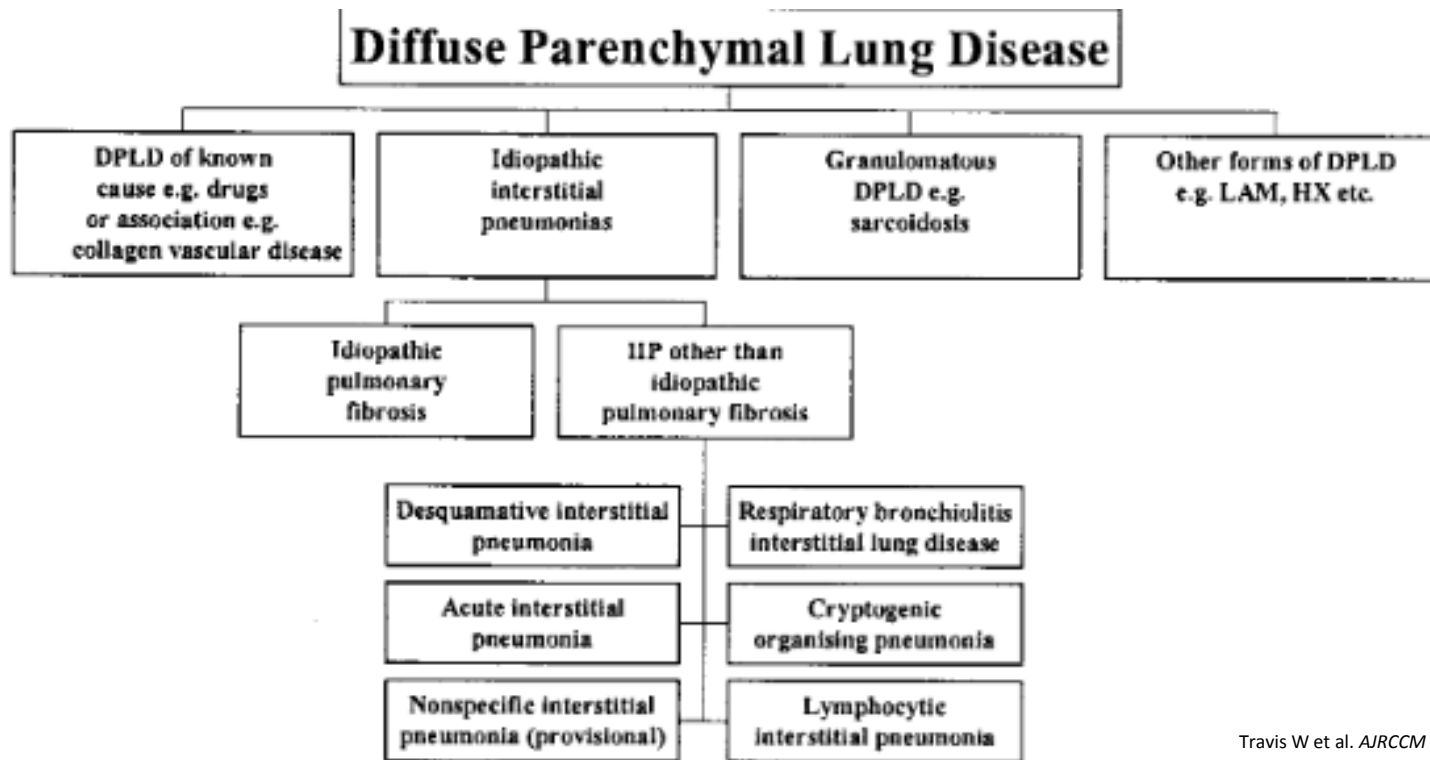 Diffuse Parenchymal Lung Disease
DPLD of known
cause e.g. drugs
or association e.g.
collagen vascular disease
Idiopathic
interstitial
pneumonias
Granulomatous
DPLD e.g.
sarcoidosis
Other forms of DPLD
e.g. LAM, HX etc.
Idiopathic
pulmonary
fibrosis
IIP other than
idiopathic
pulmonary fibrosis
Desquamative interstitial
pneumonia
Respiratory bronchiolitis
interstitial lung disease
Acute interstitial
pneumonia
Cryptogenic
organising pneumonia
Nonspecific interstitial
pneumonia (provisional)
Lymphocytic
interstitial pneumonia
Travis W et al. AJRCCM